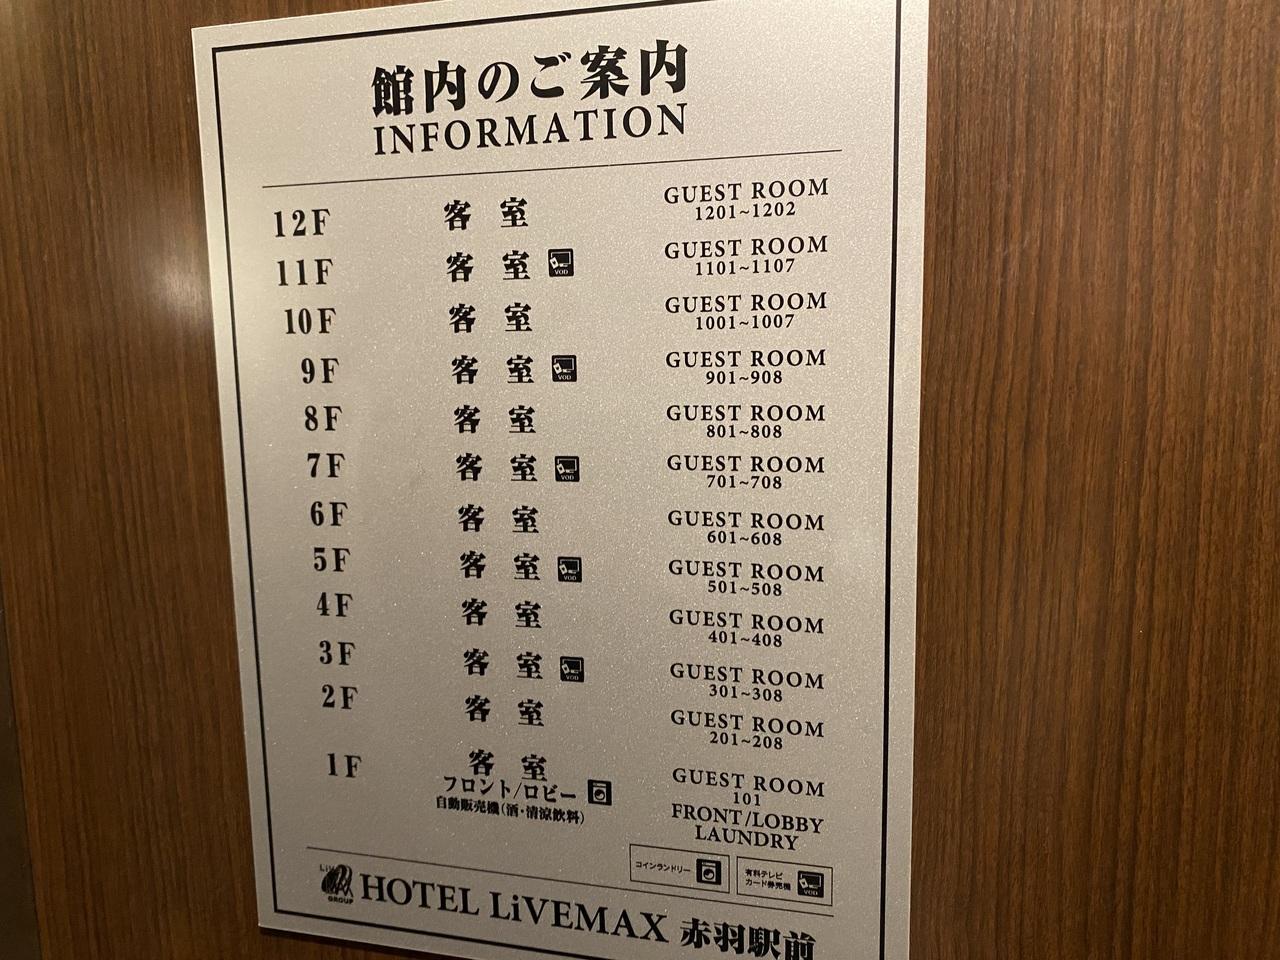 館内のご案内
INFORMATION
12F 客 室 GUEST ROOM
1201~1202
11F 客 室 VOD GUEST ROOM
1101~1107
10F 客 室 GUEST ROOM
1001~1007
9F 客 室 VOD GUEST ROOM
901~908
8F 客 室 GUEST ROOM
801~808
7F 客 室 VOD GUEST ROOM
701~708
6F 客 室 GUEST ROOM
601~608
5F 客 室 VOD GUEST ROOM
501~508
4F 客 室 GUEST ROOM
401~408
3F 客 室 VOD GUEST ROOM
301~308
2F 客 室 GUEST ROOM
201~208
1F 客 室 GUEST ROOM
101
フロント/ロビー FRONT/LOBBY
自動販売機(酒・清涼飲料) LAUNDRY
コインランドリー
有料テレビ
カード券売機 VOD
LiVEMAX GROUP
HOTEL LiVEMAX 赤羽駅前